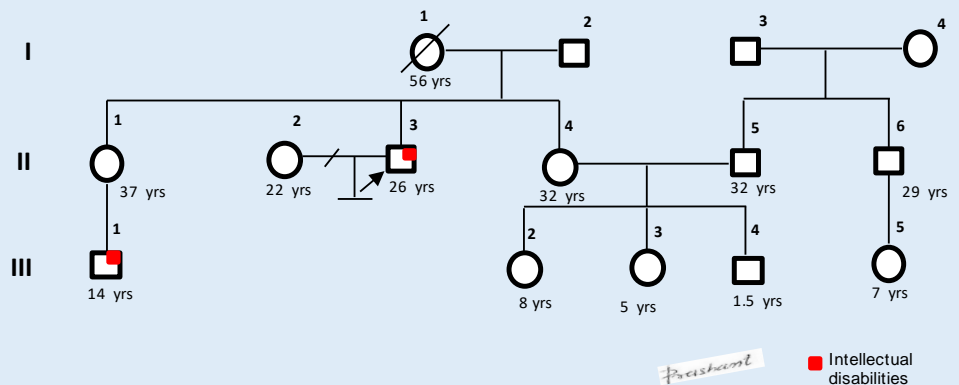 1 2 3 4
I
56 yrs
1 2 3 4 5 6
II
37 yrs 22 yrs 26 yrs 32 yrs 32 yrs 29 yrs
1 2 3 4 5
III
14 yrs 8 yrs 5 yrs 1.5 yrs 7 yrs
Prashant
Intellectual
disabilities